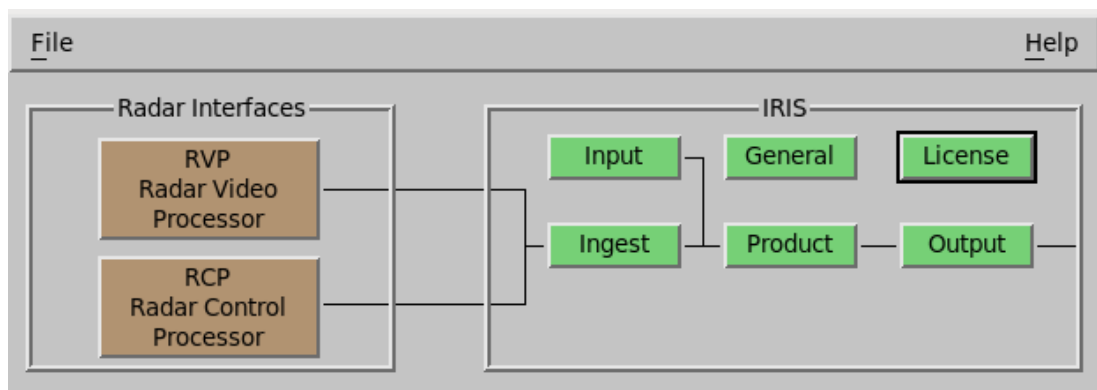 File
Help
Radar Interfaces
RVP
Radar Video
Processor
RCP
Radar Control
Processor
IRIS
Input
General
License
Ingest
Product
Output